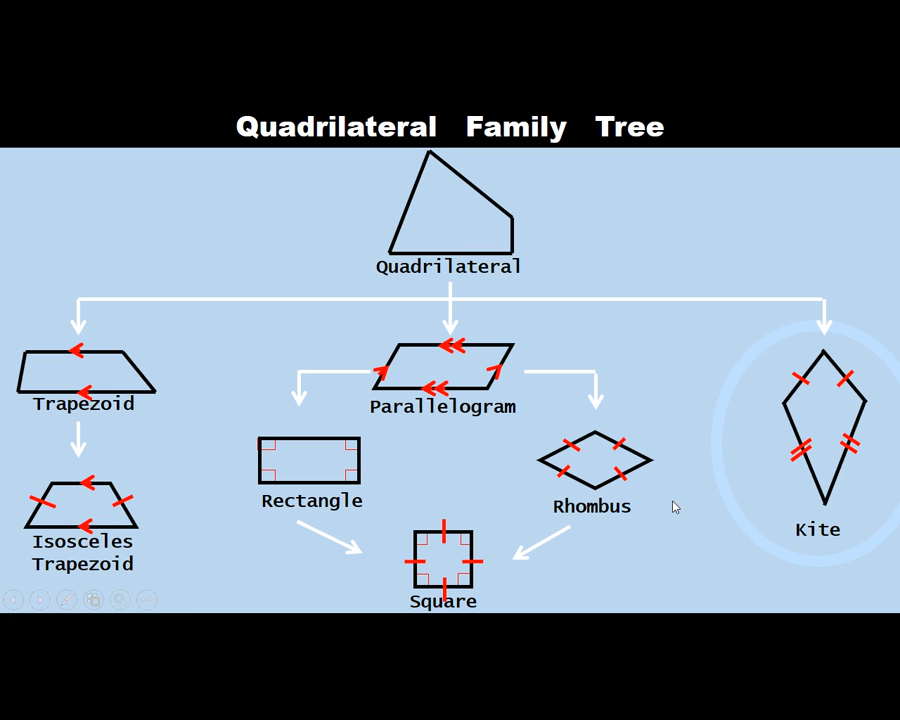 Quadrilateral Family Tree
Quadrilateral
Trapezoid
Parallelogram
Rectangle
Rhombus
Kite
Isosceles
Trapezoid
Square